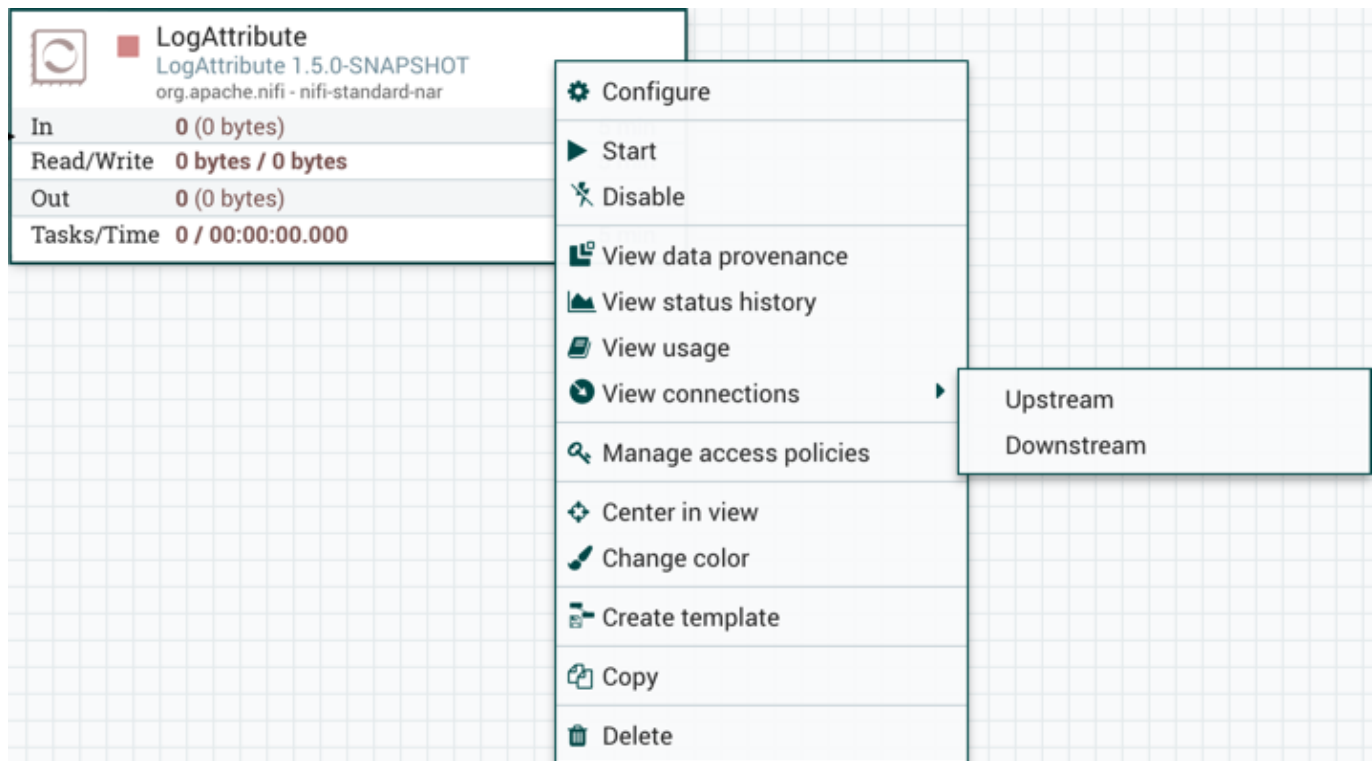 LogAttribute
LogAttribute 1.5.0-SNAPSHOT
org.apache.nifi - nifi-standard-nar
In 0 (0 bytes)
Read/Write 0 bytes / 0 bytes
Out 0 (0 bytes)
Tasks/Time 0 / 00:00:00.000
Configure
Start
Disable
View data provenance
View status history
View usage
View connections
Upstream
Downstream
Manage access policies
Center in view
Change color
Create template
Copy
Delete